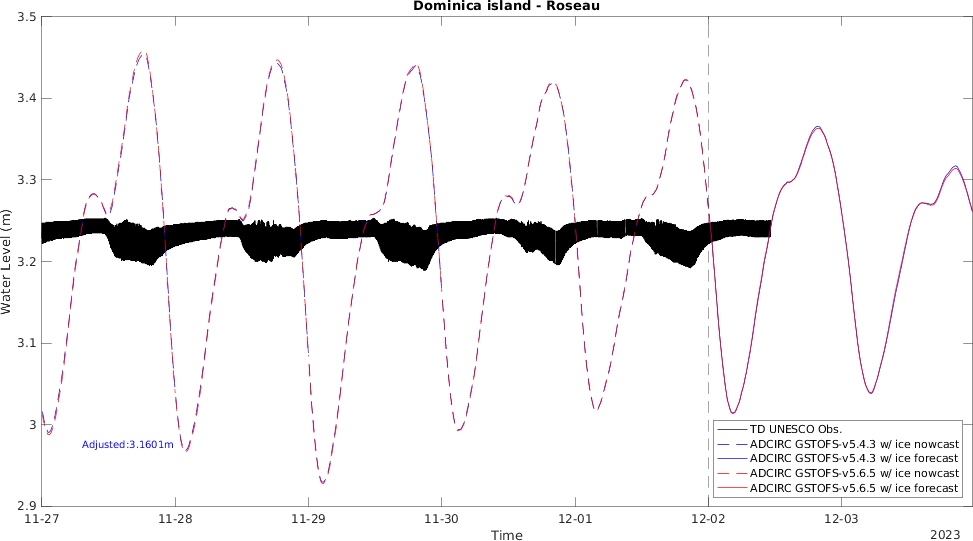 Dominica island - Roseau
3.5
3.4
3.3
3.2
3.1
3
2.9
Water Level (m)
Adjusted:3.1601m
TD UNESCO Obs.
ADCIRC GSTOFS-v5.4.3 w/ ice nowcast
ADCIRC GSTOFS-v5.4.3 w/ ice forecast
ADCIRC GSTOFS-v5.6.5 w/ ice nowcast
ADCIRC GSTOFS-v5.6.5 w/ ice forecast
11-27 11-28 11-29 11-30 12-01 12-02 12-03
Time
2023